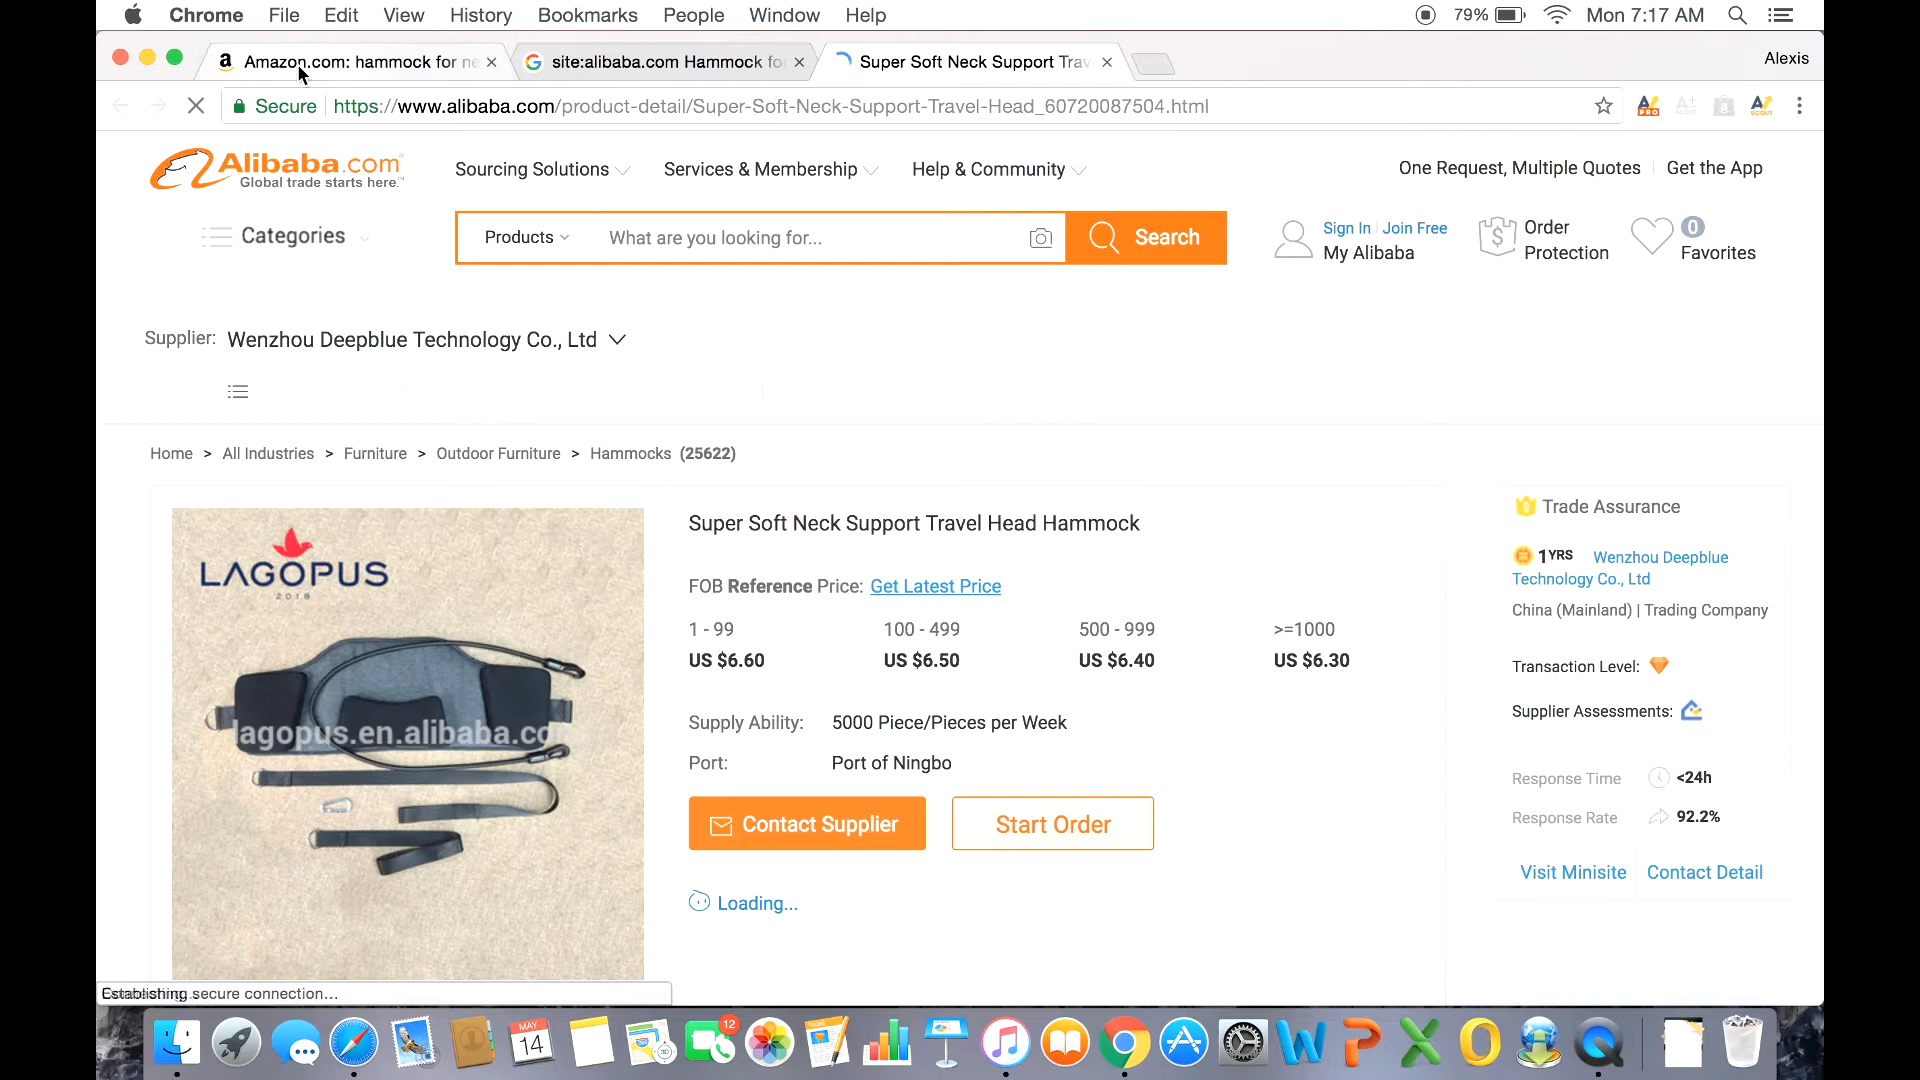 Chrome File Edit View History Bookmarks People Window Help
79% Mon 7:17 AM
Amazon.com: hammock for ne
site:alibaba.com Hammock fo
Super Soft Neck Support Trav
Alexis
Secure https://www.alibaba.com/product-detail/Super-Soft-Neck-Support-Travel-Head_60720087504.html
Alibaba.com
Global trade starts here.™
Sourcing Solutions Services & Membership Help & Community
One Request, Multiple Quotes Get the App
Categories
Products What are you looking for... Search
Sign In Join Free
My Alibaba
Order
Protection
0
Favorites
Supplier: Wenzhou Deepblue Technology Co., Ltd
Home > All Industries > Furniture > Outdoor Furniture > Hammocks (25622)
LAGOPUS
2016
lagopus.en.alibaba.co
Super Soft Neck Support Travel Head Hammock
FOB Reference Price: Get Latest Price
1 - 99 100 - 499 500 - 999 >=1000
US $6.60 US $6.50 US $6.40 US $6.30
Supply Ability: 5000 Piece/Pieces per Week
Port: Port of Ningbo
Contact Supplier Start Order
Loading...
Trade Assurance
1YRS Wenzhou Deepblue
Technology Co., Ltd
China (Mainland) | Trading Company
Transaction Level:
Supplier Assessments:
Response Time <24h
Response Rate 92.2%
Visit Minisite Contact Detail
Establishing secure connection...
MAY
14
12